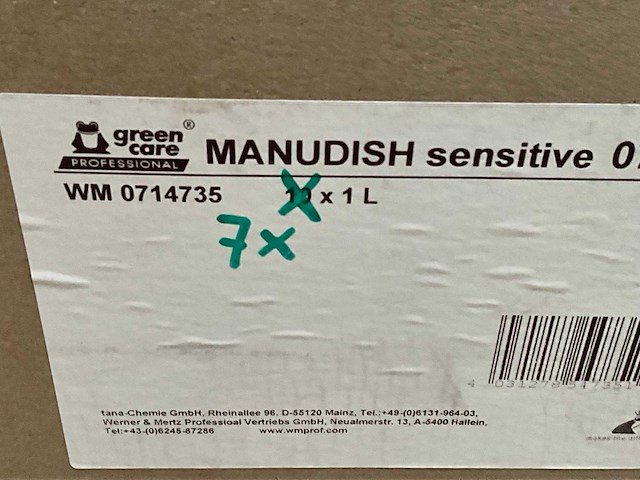 green®
care
PROFESSIONAL
MANUDISH sensitive 07
WM 0714735
10 x 1 L
7x
tana-Chemie GmbH, Rheinallee 96, D-55120 Mainz, Tel.:+49-(0)6131-964-03,
Werner & Mertz Professioal Vertriebs GmbH, Neualmerstr. 13, A-5400 Hallein,
Tel:+43-(0)6245-87286 www.wmprof.com